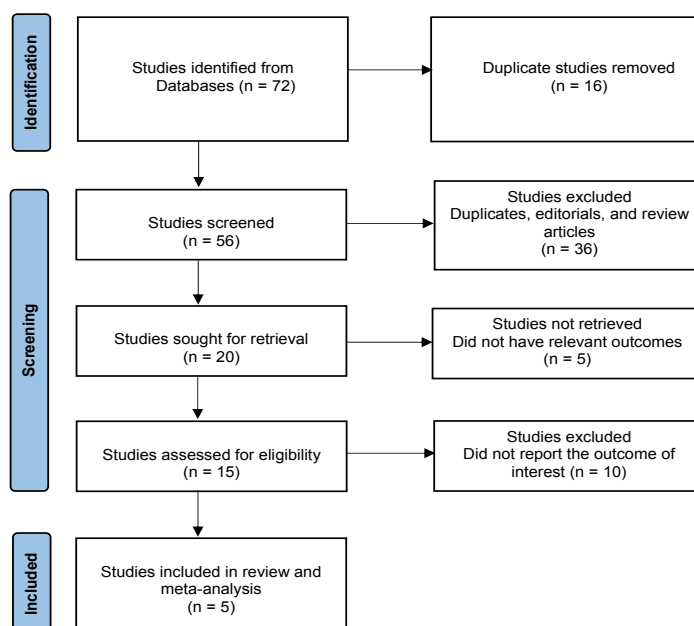 Identification
Studies identified from
Databases (n = 72)
Duplicate studies removed
(n = 16)
Screening
Studies screened
(n = 56)
Studies excluded
Duplicates, editorials, and review
articles
(n = 36)
Studies sought for retrieval
(n = 20)
Studies not retrieved
Did not have relevant outcomes
(n = 5)
Studies assessed for eligibility
(n = 15)
Studies excluded
Did not report the outcome of
interest (n = 10)
Included
Studies included in review and
meta-analysis
(n = 5)